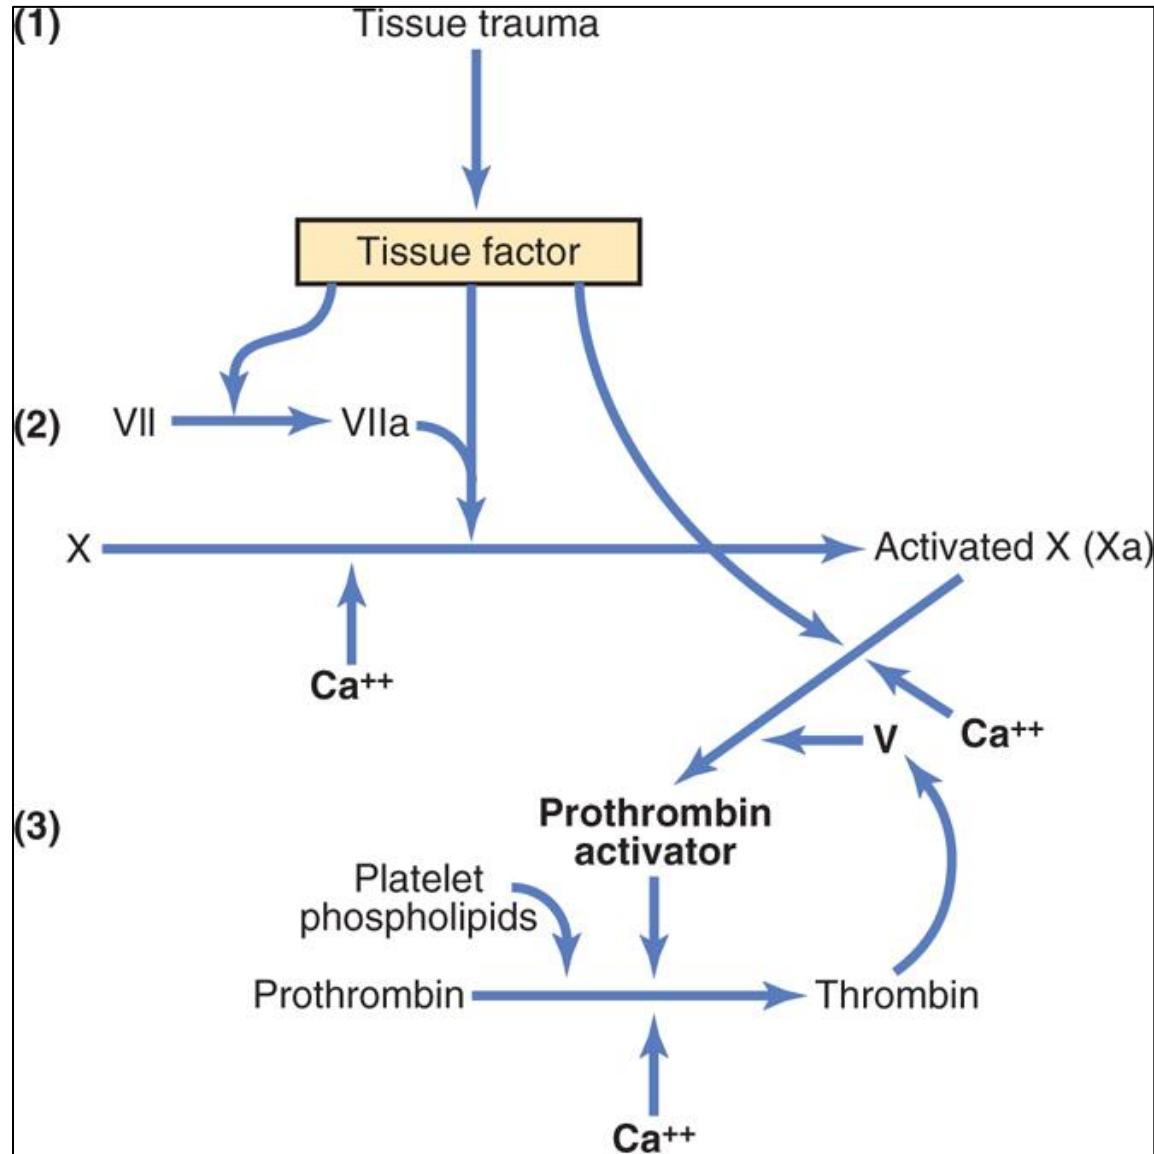 (1)
Tissue trauma
Tissue factor
(2)
VII
VIIa
X
Activated X (Xa)
Ca++
Ca++
V
(3)
Prothrombin
activator
Platelet
phospholipids
Prothrombin
Thrombin
Ca++